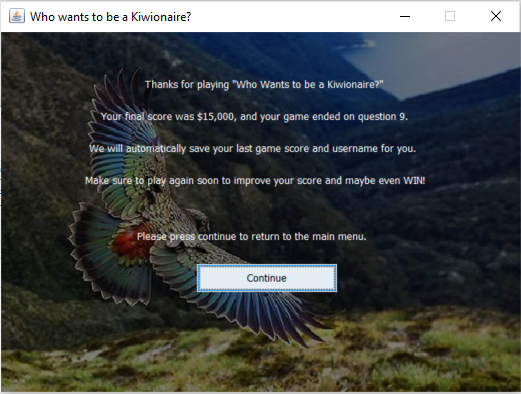 Who wants to be a Kiwionaire?
Thanks for playing "Who Wants to be a Kiwionaire?"
Your final score was $15,000, and your game ended on question 9.
We will automatically save your last game score and username for you.
Make sure to play again soon to improve your score and maybe even WIN!
Please press continue to return to the main menu.
Continue